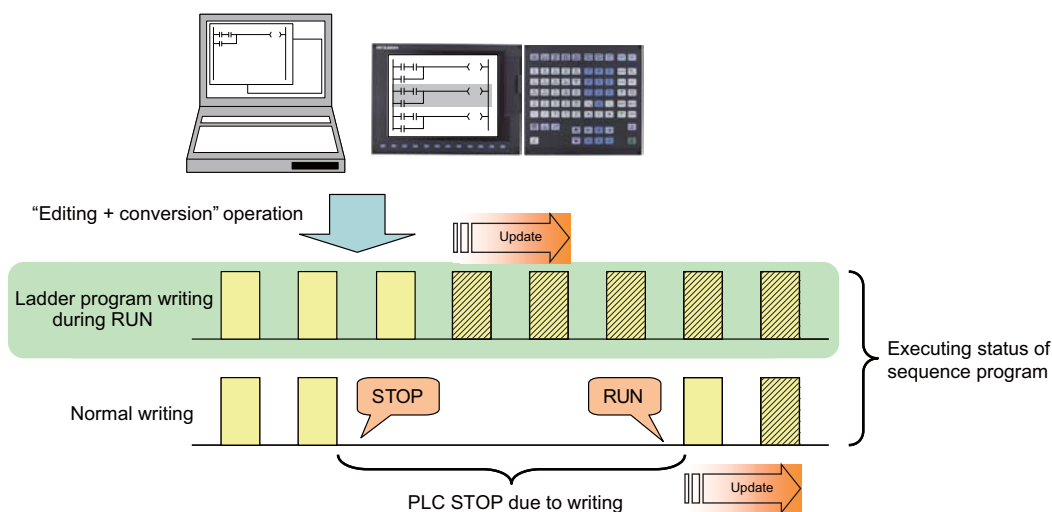 MITSUBISHI
“Editing + conversion” operation
Update
Ladder program writing
during RUN
Executing status of
sequence program
Normal writing
STOP
RUN
PLC STOP due to writing
Update